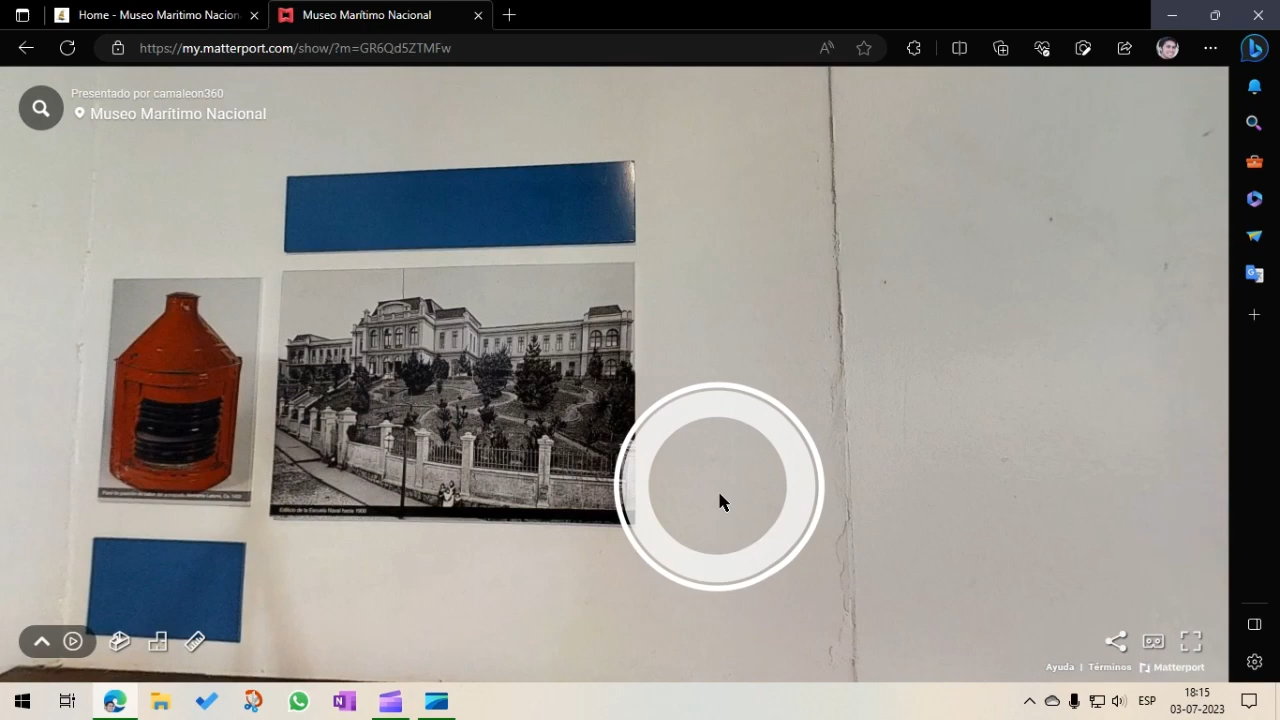 Home - Museo Maritimo Nacion
Museo Marítimo Nacional
https://my.matterport.com/show/?m=GR6Qd5ZTMFw
Presentado por camaleon360
Museo Marítimo Nacional
Edificio de la Escuela Naval hacia 1900
Ayuda | Términos Matterport
ESP
18:15
03-07-2023